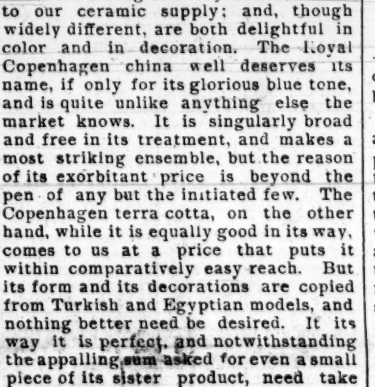 to our ceramic supply; and, though
widely different, are both delightful in
color and in decoration. The Royal
Copenhagen china well deserves its
name, if only for its glorious blue tone,
and is quite unlike anything else the
market knows. It is singularly broad
and free in its treatment, and makes a
most striking ensemble, but the reason
of its exorbitant price is beyond the
pen of any but the initiated few. The
Copenhagen terra cotta, on the other
hand, while it is equally good in its way,
comes to us at a price that puts it
within comparatively easy reach. But
its form and its decorations are copied
from Turkish and Egyptian models, and
nothing better need be desired. It its
way it is perfect, and notwithstanding
the appalling sum asked for even a small
piece of its sister product, need take